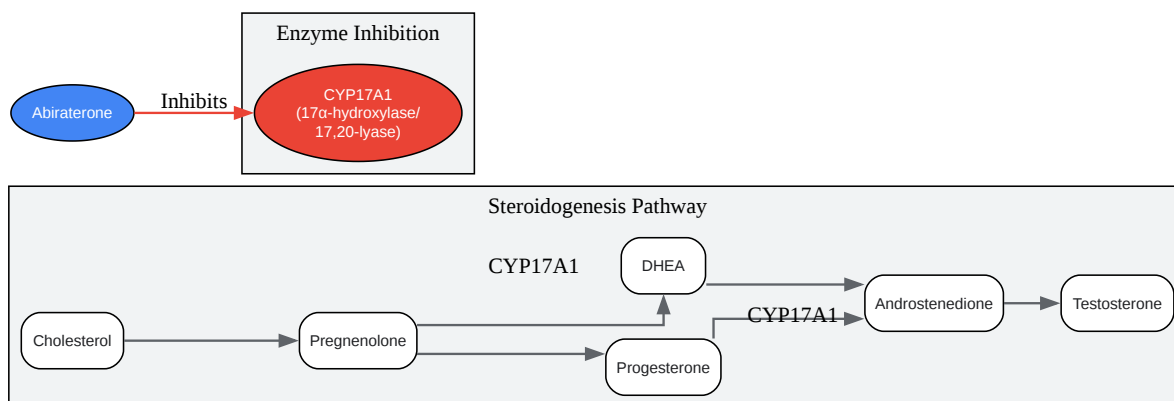 Enzyme Inhibition
Abiraterone
Inhibits
CYP17A1
(17α-hydroxylase/
17,20-lyase)
Steroidogenesis Pathway
CYP17A1
DHEA
Androstenedione
Testosterone
CYP17A1
Cholesterol
Pregnenolone
Progesterone